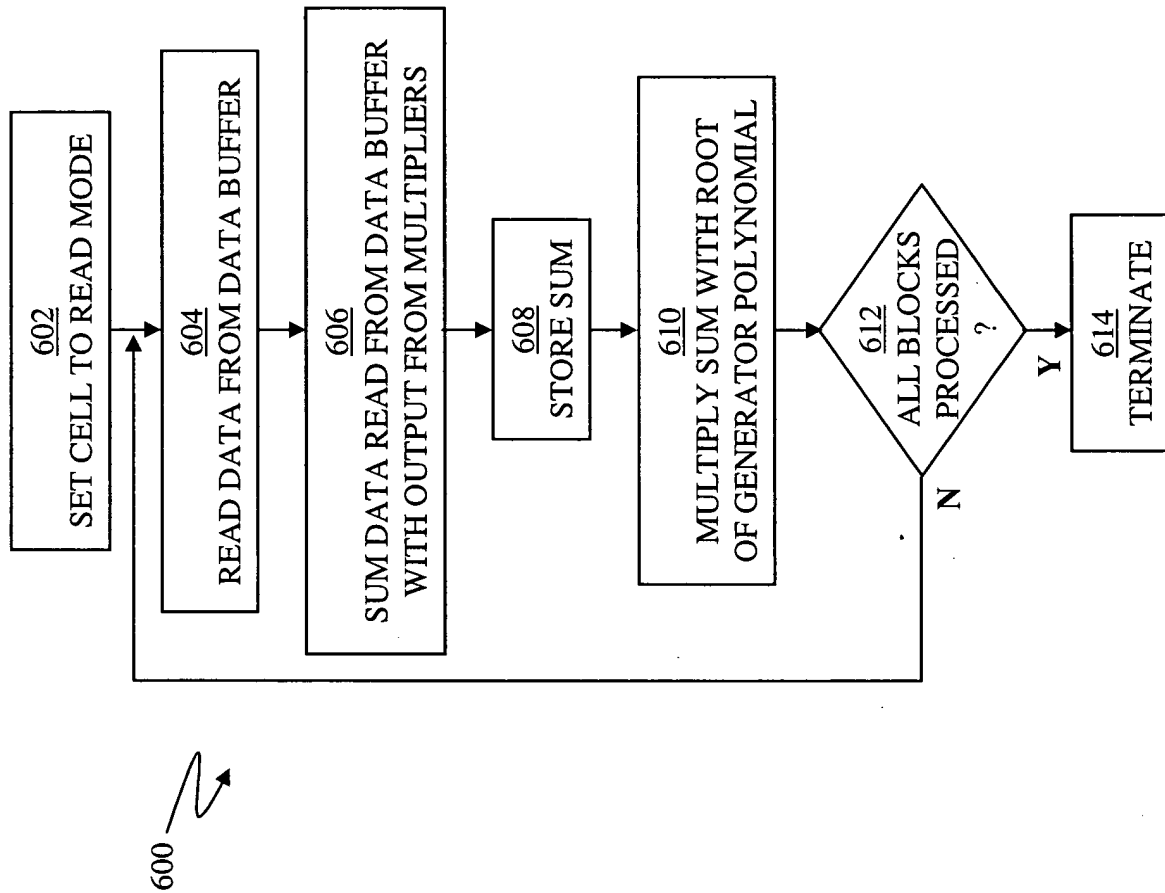 600
602
SET CELL TO READ MODE
604
READ DATA FROM DATA BUFFER
606
SUM DATA READ FROM DATA BUFFER
WITH OUTPUT FROM MULTIPLIERS
608
STORE SUM
610
MULTIPLY SUM WITH ROOT
OF GENERATOR POLYNOMIAL
612
ALL BLOCKS
PROCESSED
?
N
Y
614
TERMINATE